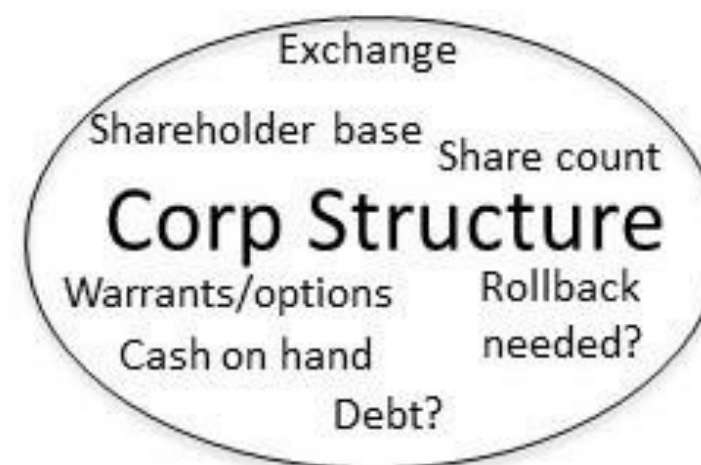 Exchange
Shareholder base
Share count
Corp Structure
Warrants/options
Rollback
needed?
Cash on hand
Debt?